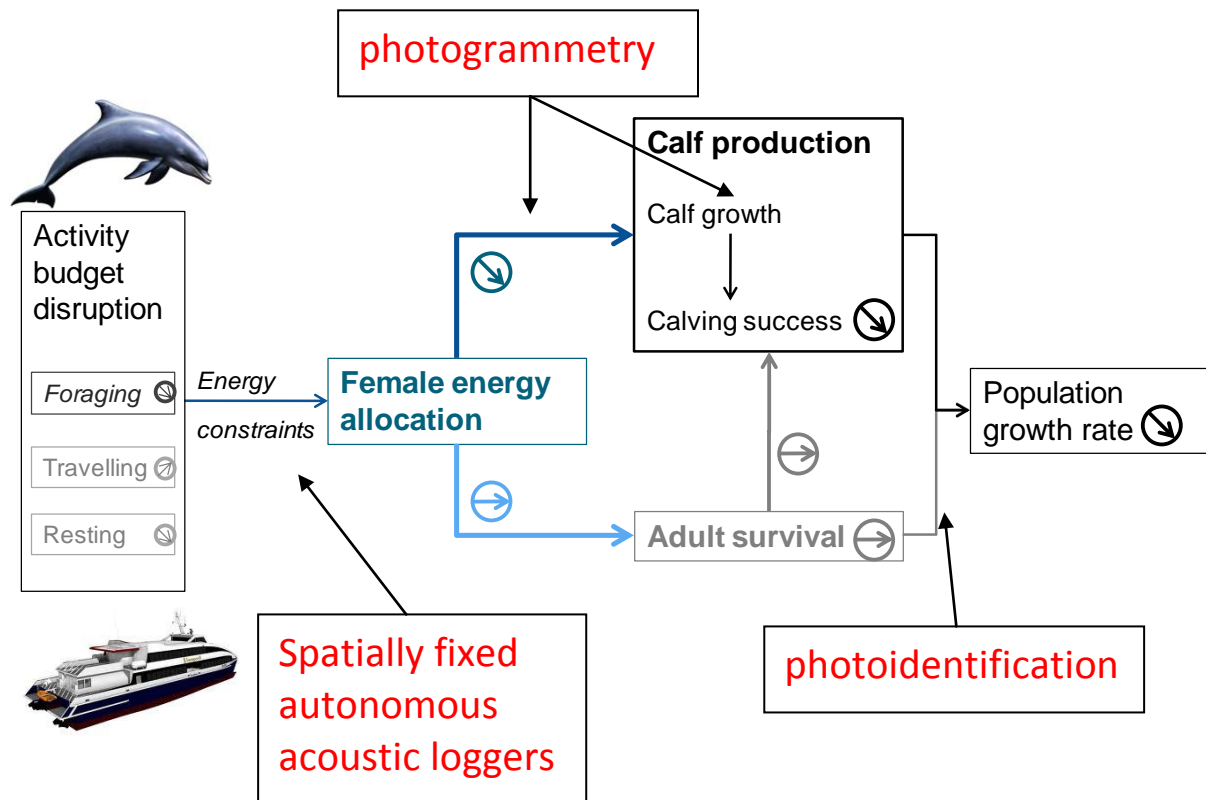 photogrammetry
Calf production
Calf growth
Calving success
Activity
budget
disruption
Foraging
Travelling
Resting
Energy
constraints
Female energy
allocation
Adult survival
Population
growth rate
Spatially fixed
autonomous
acoustic loggers
photoidentification